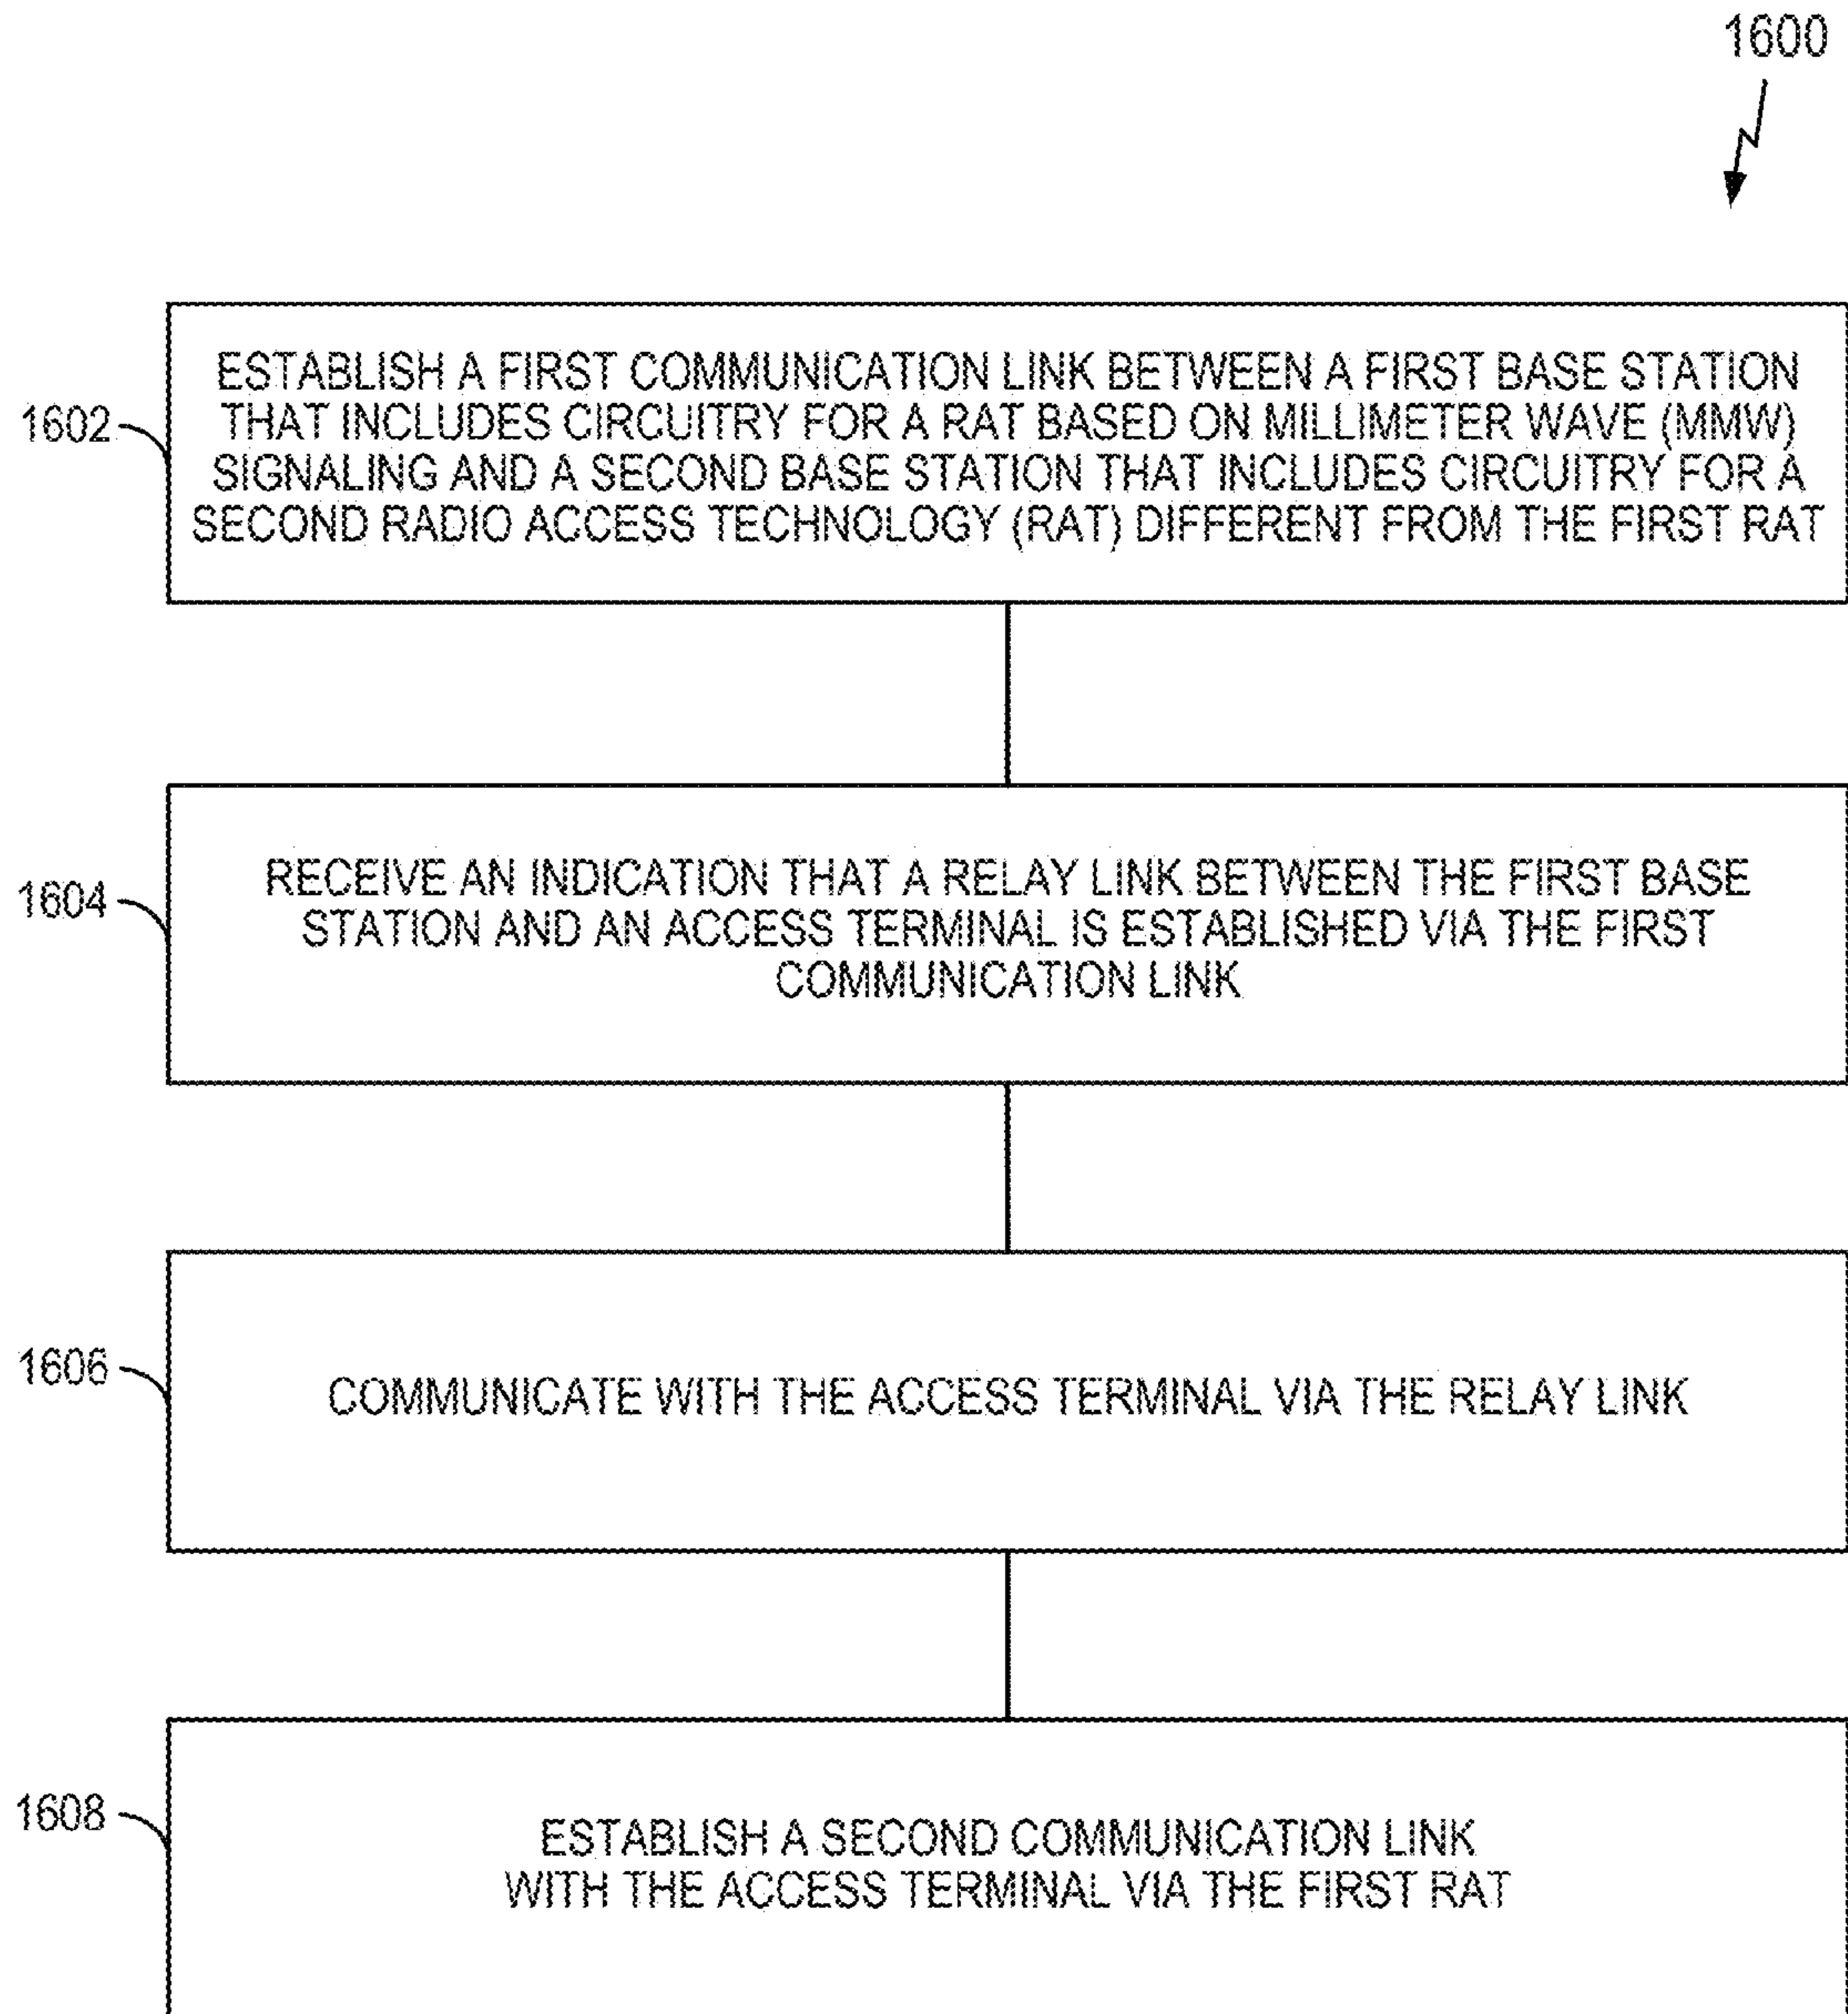 1600
1602
ESTABLISH A FIRST COMMUNICATION LINK BETWEEN A FIRST BASE STATION
THAT INCLUDES CIRCUITRY FOR A RAT BASED ON MILLIMETER WAVE (MMW)
SIGNALING AND A SECOND BASE STATION THAT INCLUDES CIRCUITRY FOR A
SECOND RADIO ACCESS TECHNOLOGY (RAT) DIFFERENT FROM THE FIRST RAT
1604
RECEIVE AN INDICATION THAT A RELAY LINK BETWEEN THE FIRST BASE
STATION AND AN ACCESS TERMINAL IS ESTABLISHED VIA THE FIRST
COMMUNICATION LINK
1606
COMMUNICATE WITH THE ACCESS TERMINAL VIA THE RELAY LINK
1608
ESTABLISH A SECOND COMMUNICATION LINK
WITH THE ACCESS TERMINAL VIA THE FIRST RAT